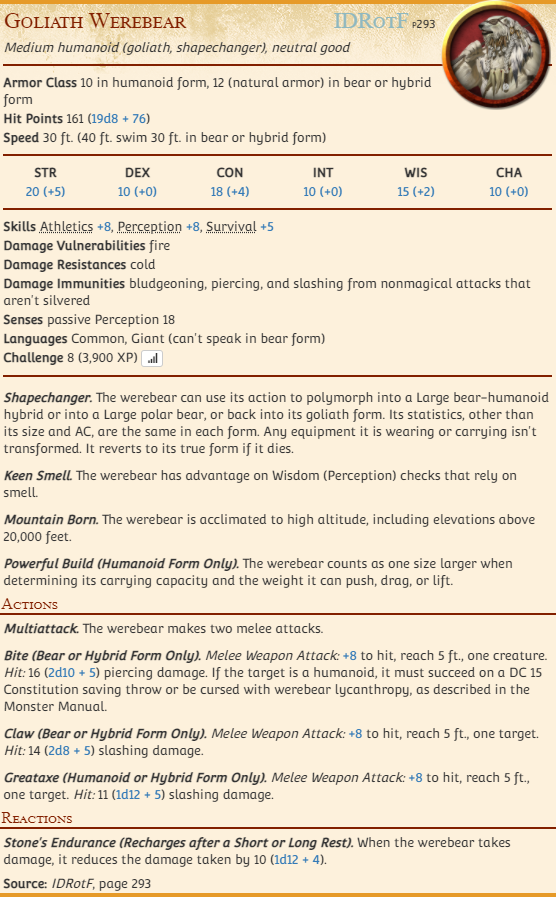 Goliath Werebear IDRotF p293
Medium humanoid (goliath, shapechanger), neutral good
Armor Class 10 in humanoid form, 12 (natural armor) in bear or hybrid
form
Hit Points 161 (19d8 + 76)
Speed 30 ft. (40 ft. swim 30 ft. in bear or hybrid form)
STR DEX CON INT WIS CHA
20 (+5) 10 (+0) 18 (+4) 10 (+0) 15 (+2) 10 (+0)
Skills Athletics +8, Perception +8, Survival +5
Damage Vulnerabilities fire
Damage Resistances cold
Damage Immunities bludgeoning, piercing, and slashing from nonmagical attacks that
aren't silvered
Senses passive Perception 18
Languages Common, Giant (can't speak in bear form)
Challenge 8 (3,900 XP)
Shapechanger. The werebear can use its action to polymorph into a Large bear–humanoid
hybrid or into a Large polar bear, or back into its goliath form. Its statistics, other than
its size and AC, are the same in each form. Any equipment it is wearing or carrying isn't
transformed. It reverts to its true form if it dies.
Keen Smell. The werebear has advantage on Wisdom (Perception) checks that rely on
smell.
Mountain Born. The werebear is acclimated to high altitude, including elevations above
20,000 feet.
Powerful Build (Humanoid Form Only). The werebear counts as one size larger when
determining its carrying capacity and the weight it can push, drag, or lift.
Actions
Multiattack. The werebear makes two melee attacks.
Bite (Bear or Hybrid Form Only). Melee Weapon Attack: +8 to hit, reach 5 ft., one creature.
Hit: 16 (2d10 + 5) piercing damage. If the target is a humanoid, it must succeed on a DC 15
Constitution saving throw or be cursed with werebear lycanthropy, as described in the
Monster Manual.
Claw (Bear or Hybrid Form Only). Melee Weapon Attack: +8 to hit, reach 5 ft., one target.
Hit: 14 (2d8 + 5) slashing damage.
Greataxe (Humanoid or Hybrid Form Only). Melee Weapon Attack: +8 to hit, reach 5 ft.,
one target. Hit: 11 (1d12 + 5) slashing damage.
Reactions
Stone's Endurance (Recharges after a Short or Long Rest). When the werebear takes
damage, it reduces the damage taken by 10 (1d12 + 4).
Source: IDRotF, page 293